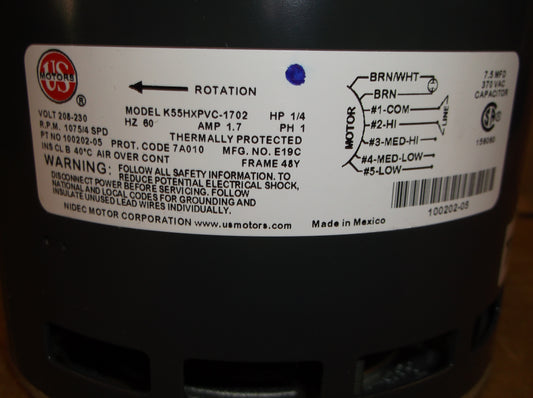 US
MOTORS
®
ROTATION
VOLT 208-230 MODEL K55HXPVC-1702 HP 1/4
R.P.M. 1075/4 SPD HZ 60 AMP 1.7 PH 1
PT NO 100202-05 THERMALLY PROTECTED
PROT. CODE 7A010 MFG. NO. E19C
INS CL B 40°C AIR OVER CONT FRAME 48Y
WARNING: FOLLOW ALL SAFETY INFORMATION. TO
REDUCE POTENTIAL ELECTRICAL SHOCK,
DISCONNECT POWER BEFORE SERVICING. FOLLOW
NATIONAL AND LOCAL CODES FOR GROUNDING AND
INSULATE UNUSED LEAD WIRES INDIVIDUALLY.
NIDEC MOTOR CORPORATION www.usmotors.com Made in Mexico
MOTOR
BRN/WHT
BRN
#1-COM
#2-HI
#3-MED-HI
#4-MED-LOW
#5-LOW
LINE
7.5 MFD
370 VAC
CAPACITOR
100202-05